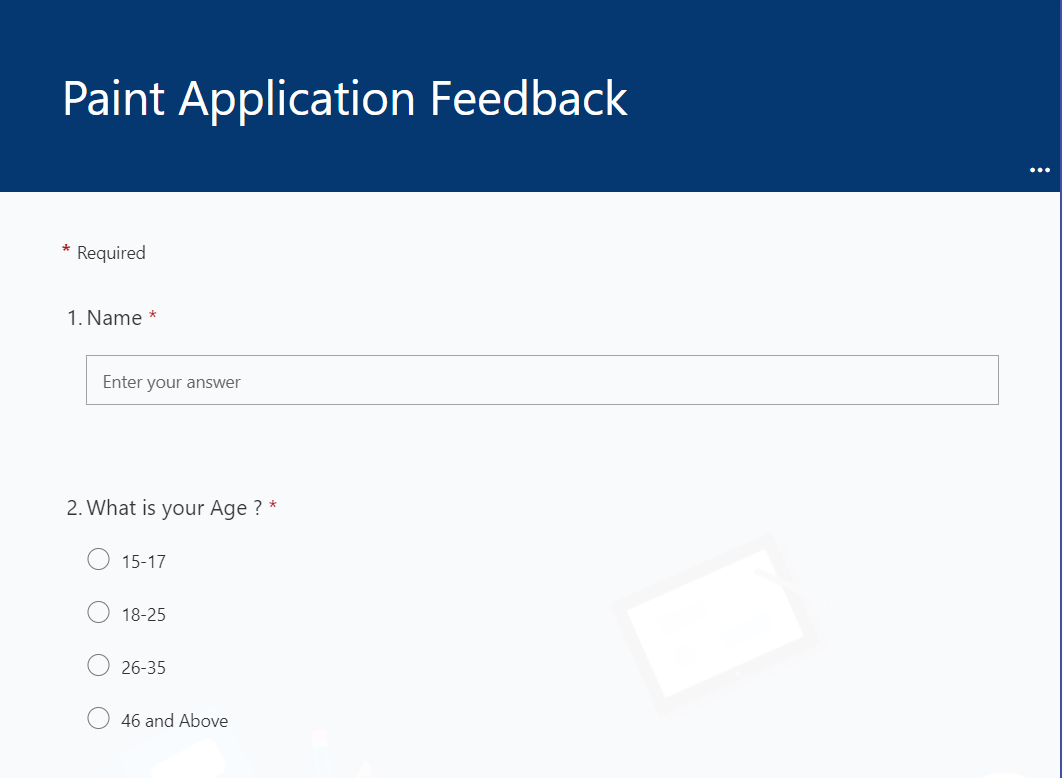 Paint Application Feedback
* Required
1. Name *
Enter your answer
2. What is your Age ? *
15-17
18-25
26-35
46 and Above